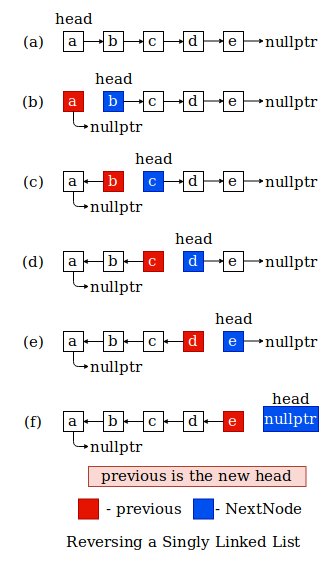 head
(a) a b c d e nullptr
head
(b) a b c d e nullptr
nullptr
head
(c) a b c d e nullptr
nullptr
head
(d) a b c d e nullptr
nullptr
head
(e) a b c d e nullptr
nullptr
head
(f) a b c d e nullptr
nullptr
previous is the new head
- previous - NextNode
Reversing a Singly Linked List